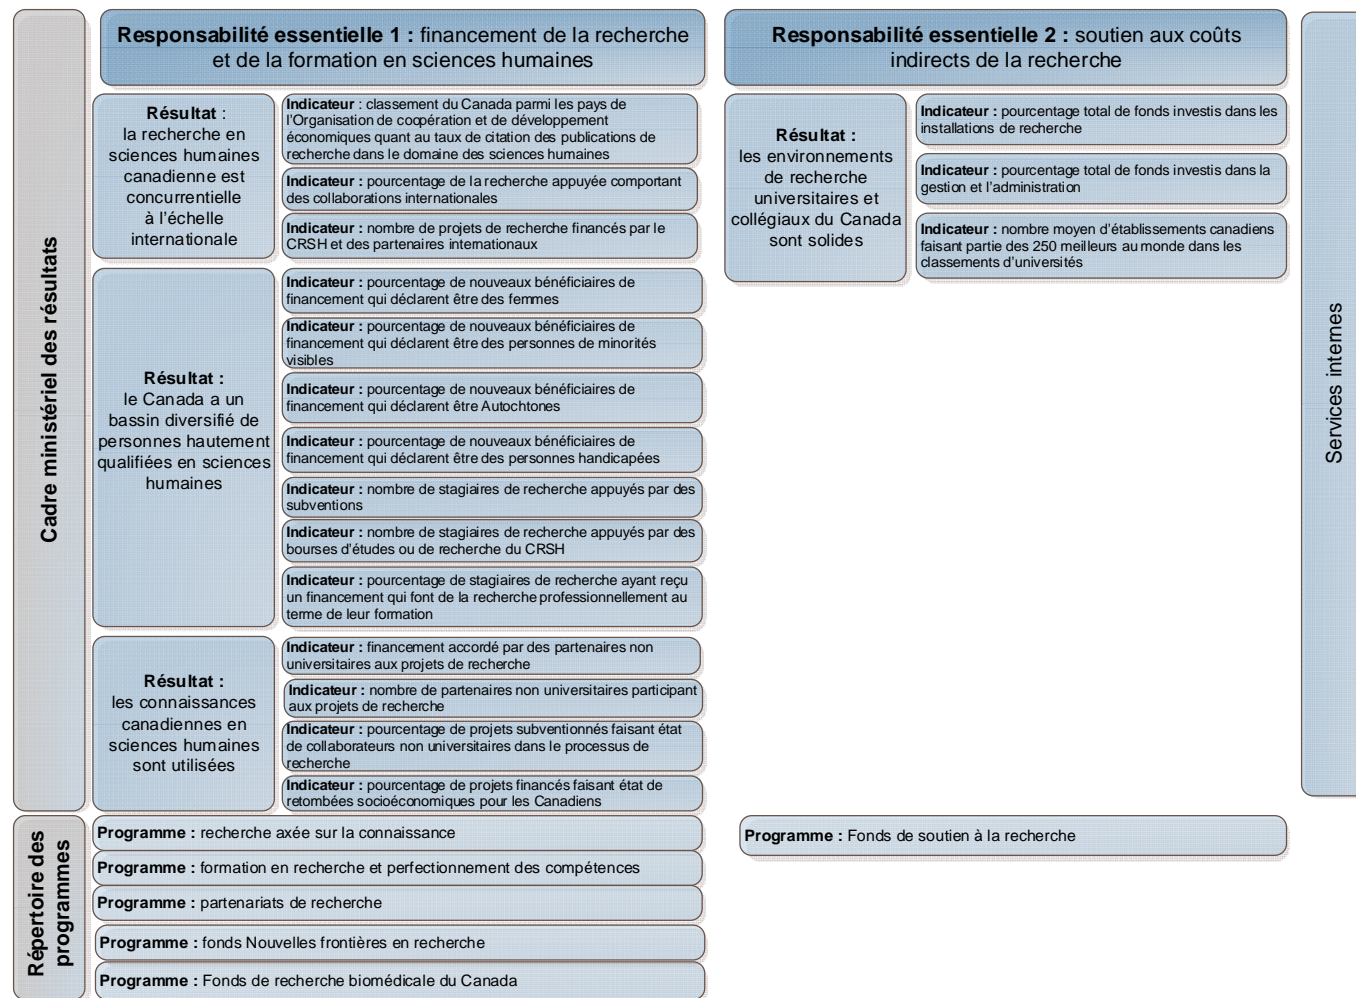 Cadre ministériel des résultats
Responsabilité essentielle 1 : financement de la recherche
et de la formation en sciences humaines
Résultat :
la recherche en
sciences humaines
canadienne est
concurrentielle
à l'échelle
internationale
Indicateur : classement du Canada parmi les pays de
l'Organisation de coopération et de développement
économiques quant au taux de citation des publications de
recherche dans le domaine des sciences humaines
Indicateur : pourcentage de la recherche appuyée comportant
des collaborations internationales
Indicateur : nombre de projets de recherche financés par le
CRSH et des partenaires internationaux
Résultat :
le Canada a un
bassin diversifié de
personnes hautement
qualifiées en sciences
humaines
Indicateur : pourcentage de nouveaux bénéficiaires de
financement qui déclarent être des femmes
Indicateur : pourcentage de nouveaux bénéficiaires de
financement qui déclarent être des personnes de minorités
visibles
Indicateur : pourcentage de nouveaux bénéficiaires de
financement qui déclarent être Autochtones
Indicateur : pourcentage de nouveaux bénéficiaires de
financement qui déclarent être des personnes handicapées
Indicateur : nombre de stagiaires de recherche appuyés par des
subventions
Indicateur : nombre de stagiaires de recherche appuyés par des
bourses d'études ou de recherche du CRSH
Indicateur : pourcentage de stagiaires de recherche ayant reçu
un financement qui font de la recherche professionnellement au
terme de leur formation
Résultat :
les connaissances
canadiennes en
sciences humaines
sont utilisées
Indicateur : financement accordé par des partenaires non
universitaires aux projets de recherche
Indicateur : nombre de partenaires non universitaires participant
aux projets de recherche
Indicateur : pourcentage de projets subventionnés faisant état
de collaborateurs non universitaires dans le processus de
recherche
Indicateur : pourcentage de projets financés faisant état de
retombées socioéconomiques pour les Canadiens
Responsabilité essentielle 2 : soutien aux coûts
indirects de la recherche
Résultat :
les environnements
de recherche
universitaires et
collégiaux du Canada
sont solides
Indicateur : pourcentage total de fonds investis dans les
installations de recherche
Indicateur : pourcentage total de fonds investis dans la
gestion et l'administration
Indicateur : nombre moyen d'établissements canadiens
faisant partie des 250 meilleurs au monde dans les
classements d'universités
Services internes
Répertoire des
programmes
Programme : recherche axée sur la connaissance
Programme : formation en recherche et perfectionnement des compétences
Programme : partenariats de recherche
Programme : fonds Nouvelles frontières en recherche
Programme : Fonds de recherche biomédicale du Canada
Programme : Fonds de soutien à la recherche